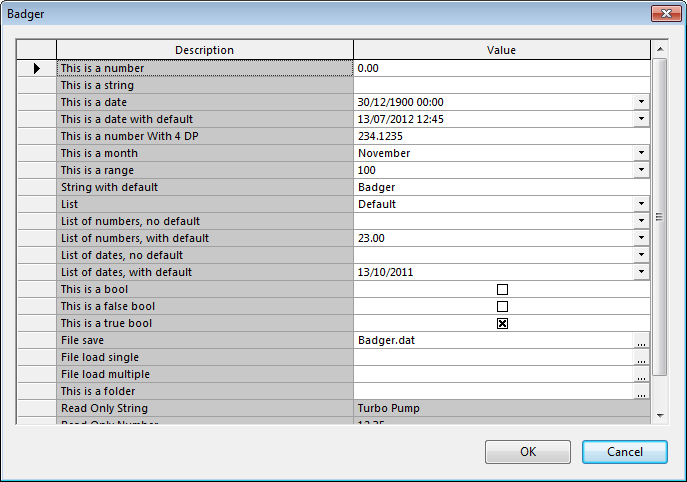 Badger
Description Value
This is a number 0.00
This is a string
This is a date 30/12/1900 00:00
This is a date with default 13/07/2012 12:45
This is a number With 4 DP 234.1235
This is a month November
This is a range 100
String with default Badger
List Default
List of numbers, no default
List of numbers, with default 23.00
List of dates, no default
List of dates, with default 13/10/2011
This is a bool
This is a false bool
This is a true bool
File save Badger.dat ...
File load single ...
File load multiple ...
This is a folder ...
Read Only String Turbo Pump
Read Only Number 12.35
OK Cancel